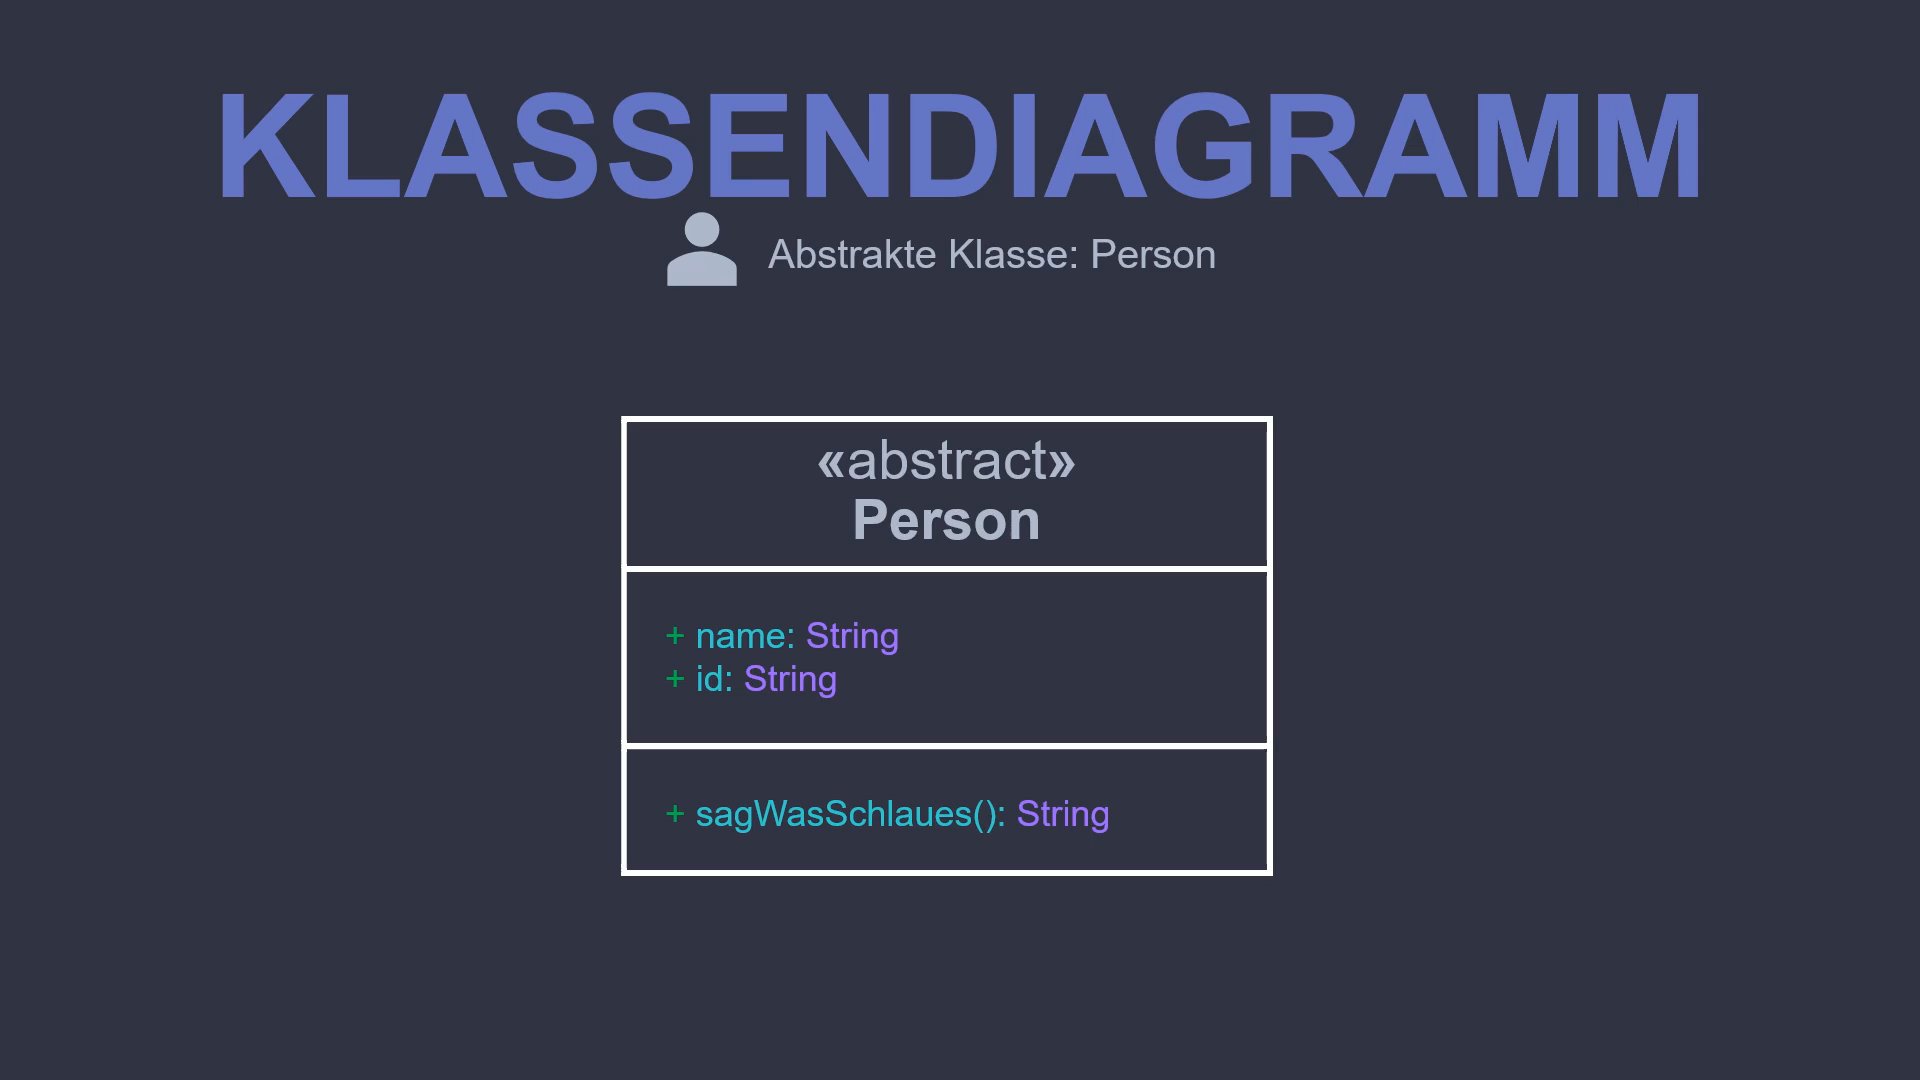 KLASSENDIAGRAMM
Abstrakte Klasse: Person
«abstract»
Person
+ name: String
+ id: String
+ sagWasSchlaues(): String